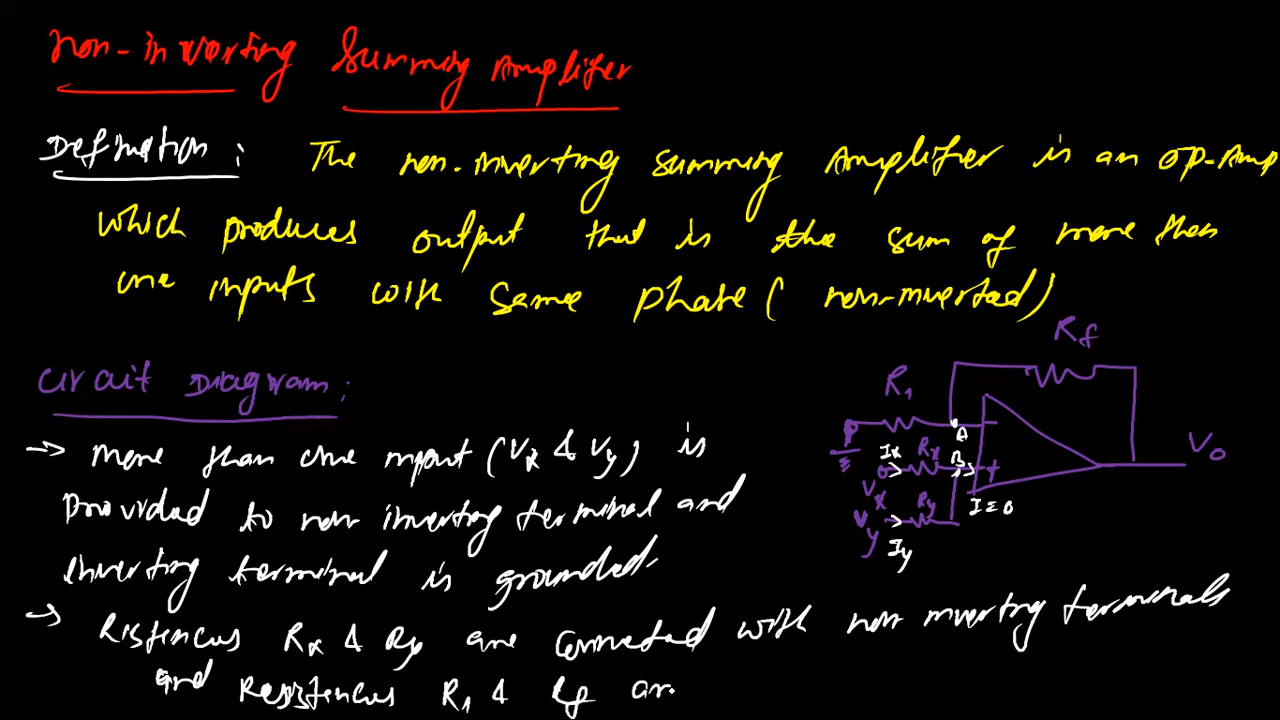 Non-inverting Summing Amplifier
Definition : The non-inverting summing Amplifier is an op-Amp
which produces output that is the sum of more than
one inputs with same phase ( non-inverted)
Circuit Diagram :
→ More than one input (Vx & Vy) is
provided to non inverting terminal and
inverting terminal is grounded.
→ Ristences Rx & Ry are connected with non inverting terminals
and Resistences R1 & Rf are
Rf
R1
A
-
Vo
Ix Rx B
+
Vx
I=0
Vy Ry
Iy